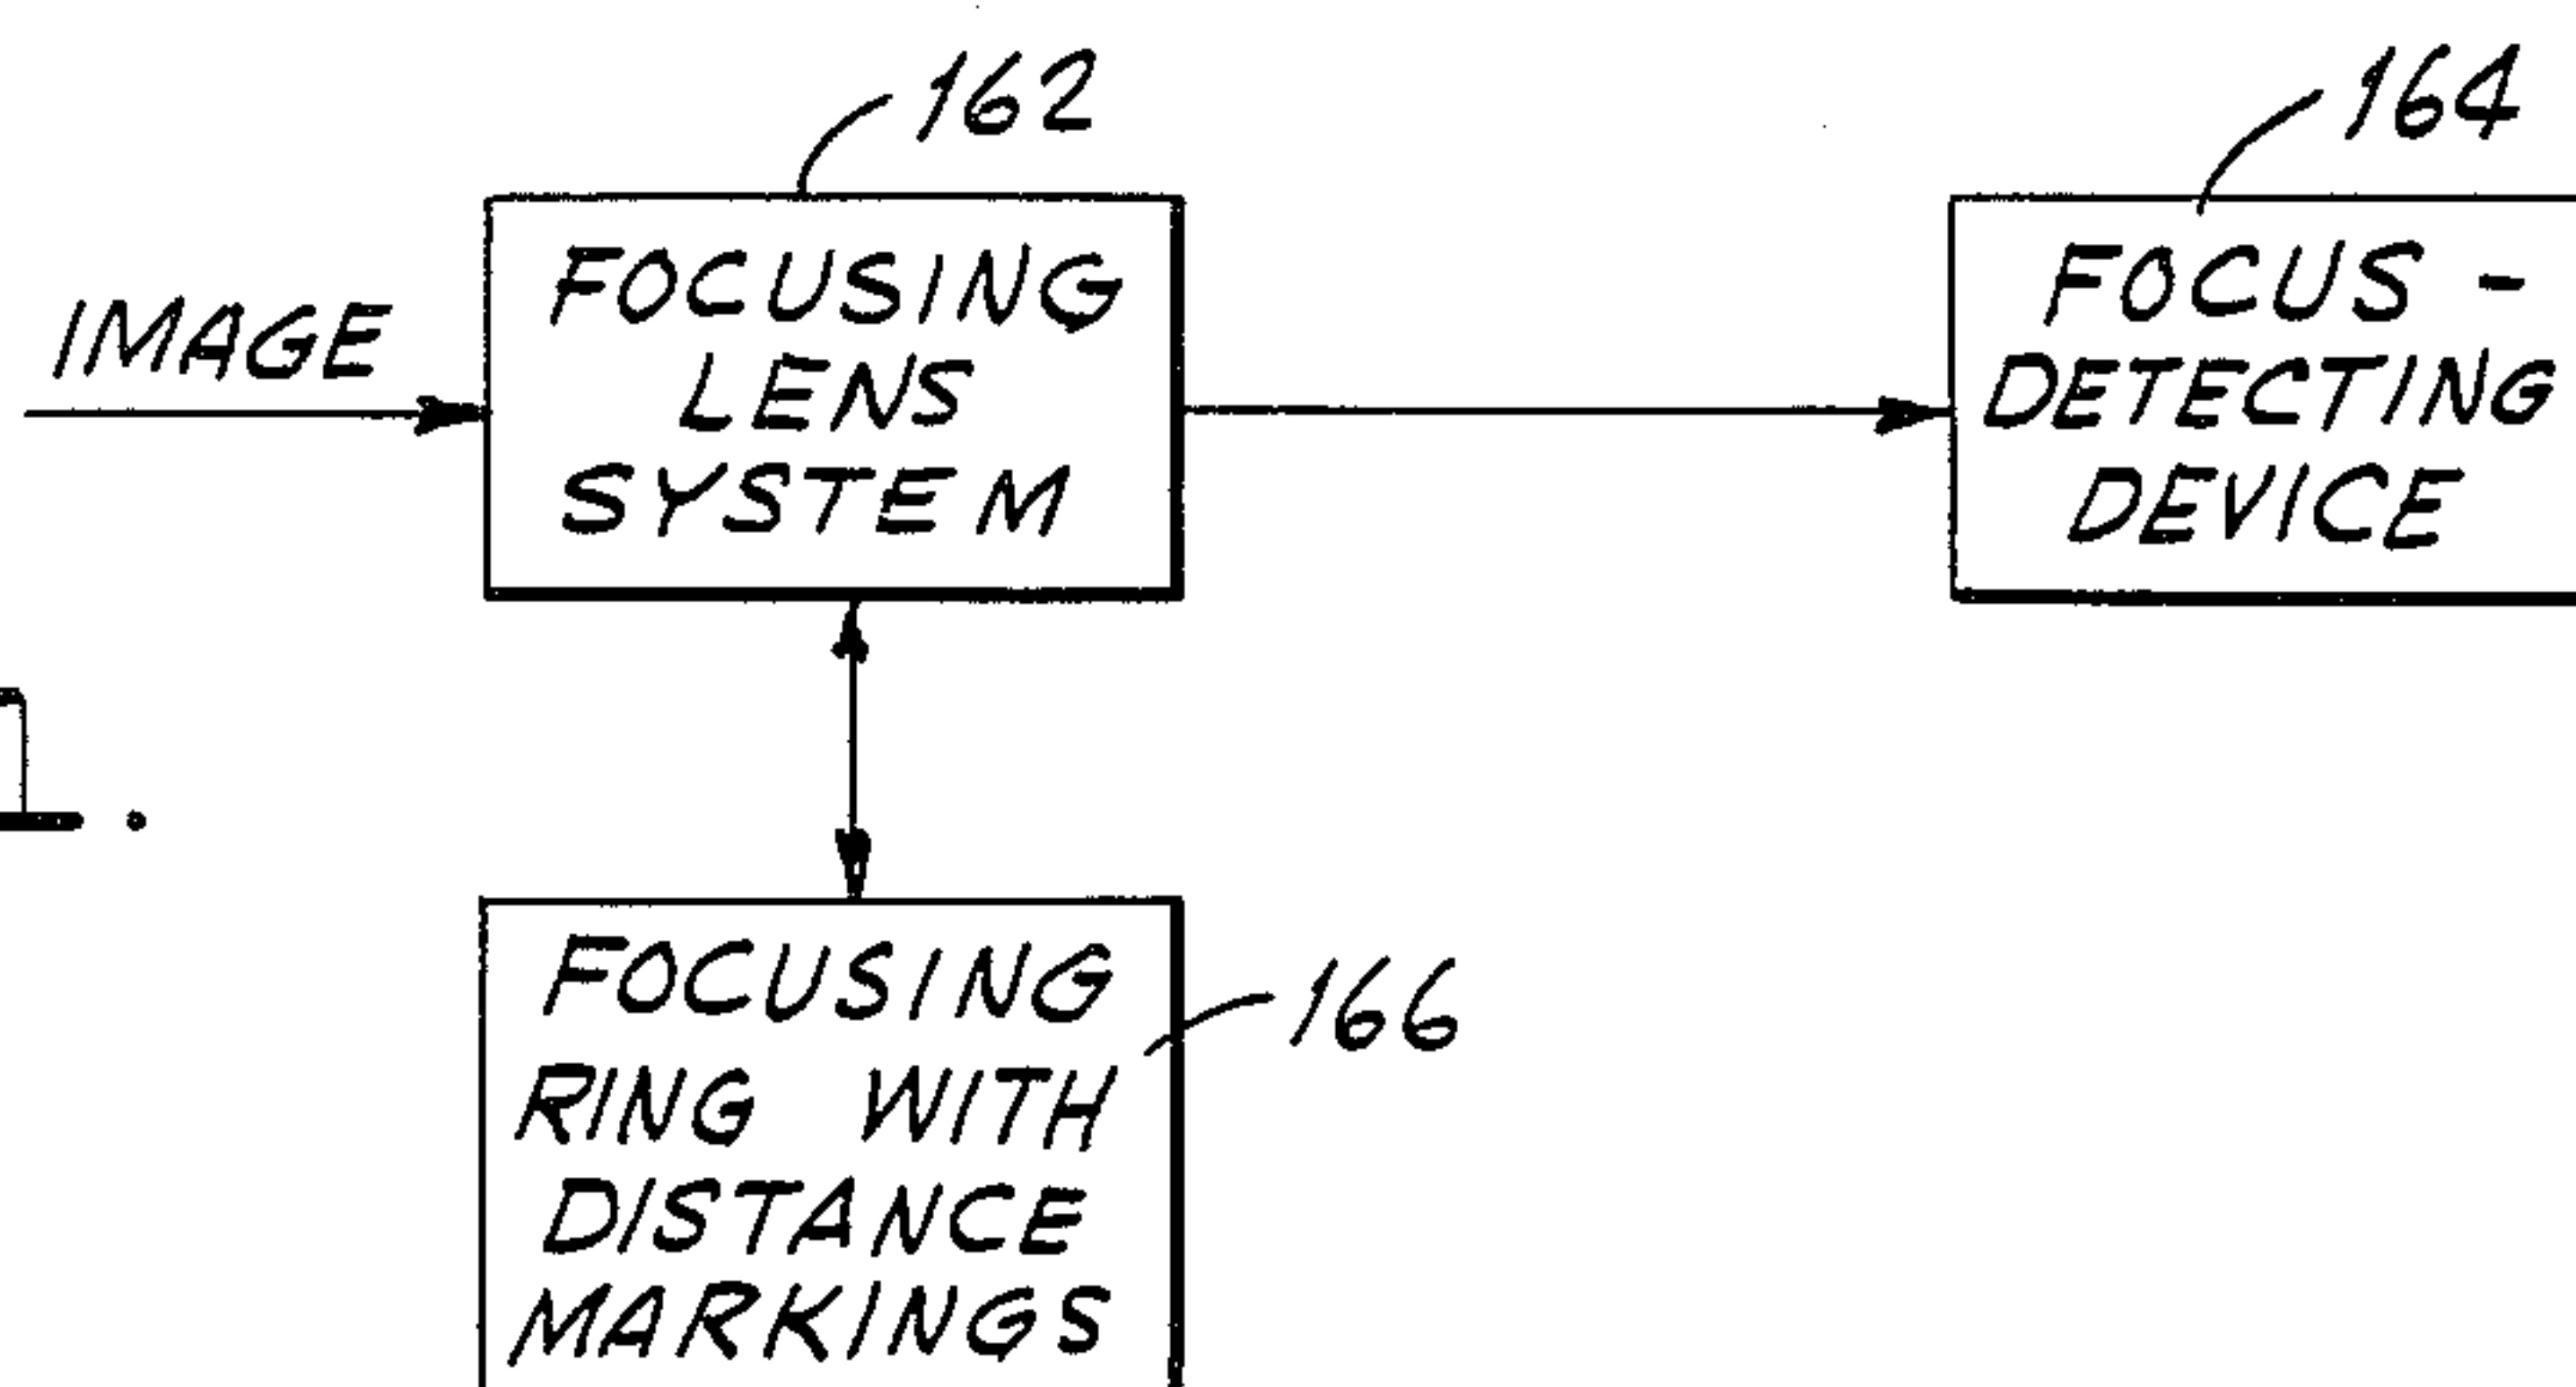 162
164
IMAGE
FOCUSING
LENS
SYSTEM
FOCUS -
DETECTING
DEVICE
FOCUSING
RING WITH
DISTANCE
MARKINGS
166